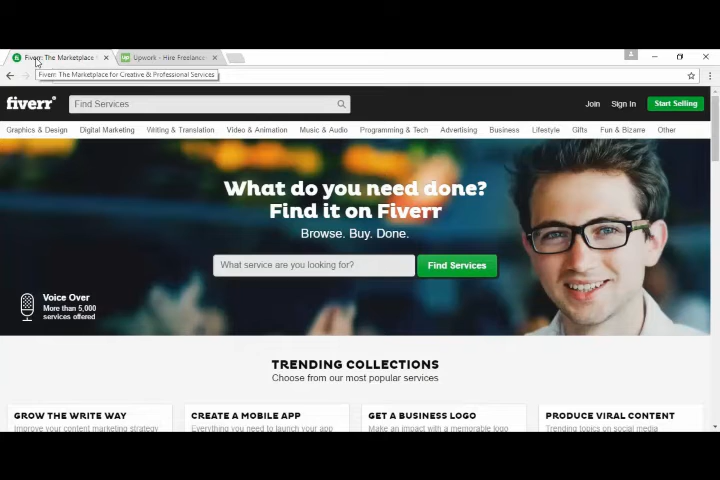 Fiverr: The Marketplace
Upwork - Hire Freelancers
Fiverr: The Marketplace for Creative & Professional Services
fiverr
Find Services
Join
Sign In
Start Selling
Graphics & Design
Digital Marketing
Writing & Translation
Video & Animation
Music & Audio
Programming & Tech
Advertising
Business
Lifestyle
Gifts
Fun & Bizarre
Other
What do you need done?
Find it on Fiverr
Browse. Buy. Done.
What service are you looking for?
Find Services
Voice Over
More than 5,000
services offered
TRENDING COLLECTIONS
Choose from our most popular services
GROW THE WRITE WAY
CREATE A MOBILE APP
GET A BUSINESS LOGO
PRODUCE VIRAL CONTENT
Improve your content marketing strategy
Everything you need to launch your app
Make an impact with a memorable logo
Trending topics on social media